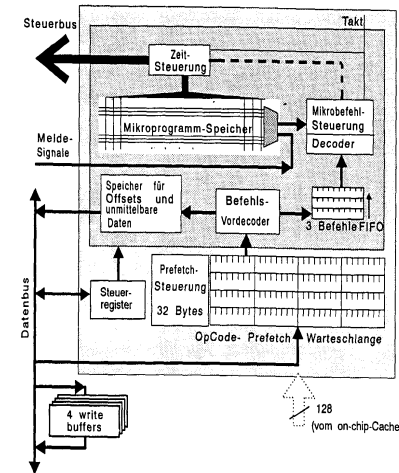 Steuerbus
Takt
Zeit-
Steuerung
Mikroprogramm-Speicher
Mikrobefehl-
Steuerung
Decoder
Melde-
Signale
Speicher für
Offsets und
unmittelbare
Daten
Befehls-
Vordecoder
3 Befehle FIFO
Datenbus
Steuer-
register
Prefetch-
Steuerung
32 Bytes
OpCode- Prefetch Warteschlange
4 write
buffers
128
(vom on-chip-Cache